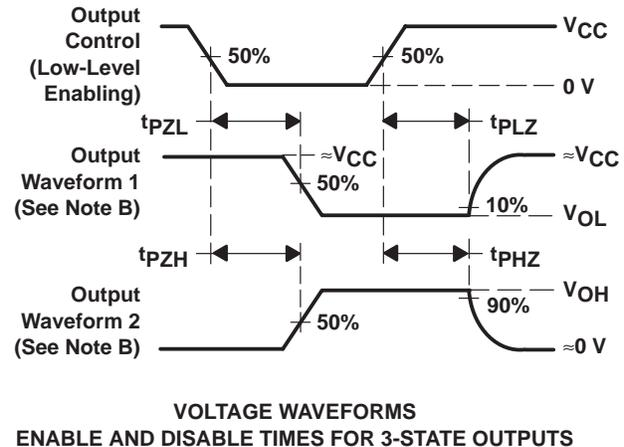 Output
Control
(Low-Level
Enabling)
50%
50%
VCC
0 V
tPZL
tPLZ
Output
Waveform 1
(See Note B)
≈VCC
50%
≈VCC
10%
VOL
tPZH
tPHZ
Output
Waveform 2
(See Note B)
50%
VOH
90%
≈0 V
VOLTAGE WAVEFORMS
ENABLE AND DISABLE TIMES FOR 3-STATE OUTPUTS